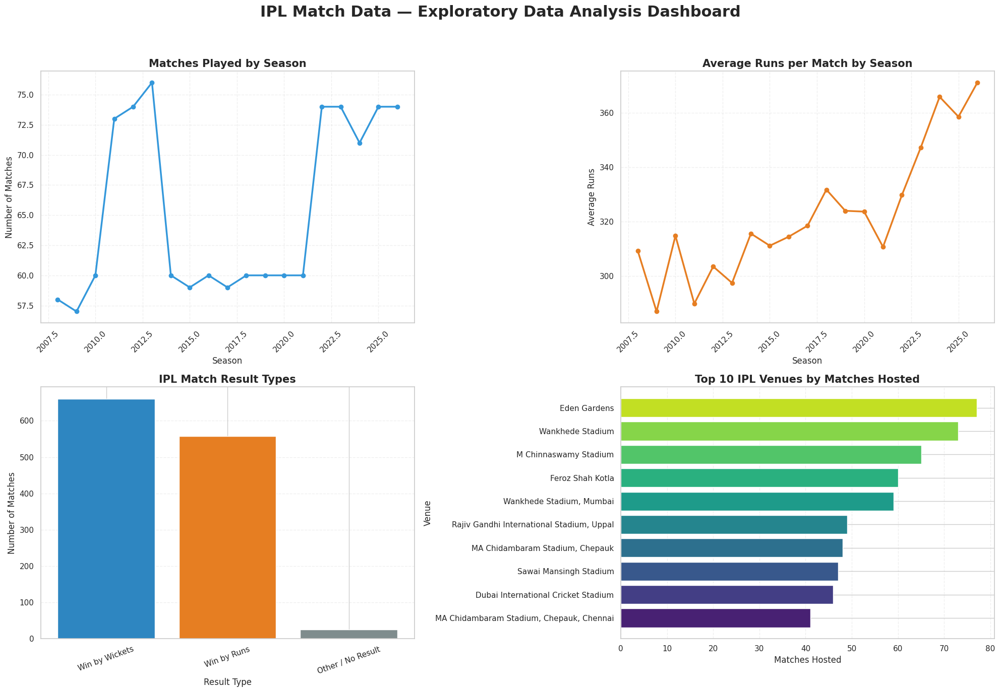 IPL Match Data — Exploratory Data Analysis Dashboard
Matches Played by Season
Number of Matches
75.0
72.5
70.0
67.5
65.0
62.5
60.0
57.5
2007.5
2010.0
2012.5
2015.0
2017.5
2020.0
2022.5
2025.0
Season
Average Runs per Match by Season
Average Runs
360
340
320
300
2007.5
2010.0
2012.5
2015.0
2017.5
2020.0
2022.5
2025.0
Season
IPL Match Result Types
Number of Matches
600
500
400
300
200
100
0
Win by Wickets
Win by Runs
Other / No Result
Result Type
Top 10 IPL Venues by Matches Hosted
Venue
Eden Gardens
Wankhede Stadium
M Chinnaswamy Stadium
Feroz Shah Kotla
Wankhede Stadium, Mumbai
Rajiv Gandhi International Stadium, Uppal
MA Chidambaram Stadium, Chepauk
Sawai Mansingh Stadium
Dubai International Cricket Stadium
MA Chidambaram Stadium, Chepauk, Chennai
0
10
20
30
40
50
60
70
80
Matches Hosted